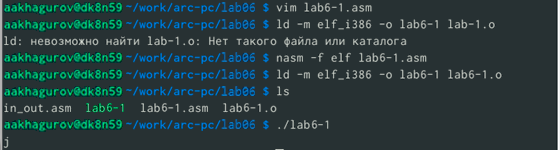 aakhagurov@dk8n59 ~/work/arc-pc/lab06 $ vim lab6-1.asm
aakhagurov@dk8n59 ~/work/arc-pc/lab06 $ ld -m elf_i386 -o lab6-1 lab-1.o
ld: невозможно найти lab-1.o: Нет такого файла или каталога
aakhagurov@dk8n59 ~/work/arc-pc/lab06 $ nasm -f elf lab6-1.asm
aakhagurov@dk8n59 ~/work/arc-pc/lab06 $ ld -m elf_i386 -o lab6-1 lab6-1.o
aakhagurov@dk8n59 ~/work/arc-pc/lab06 $ ls
in_out.asm lab6-1 lab6-1.asm lab6-1.o
aakhagurov@dk8n59 ~/work/arc-pc/lab06 $ ./lab6-1
j